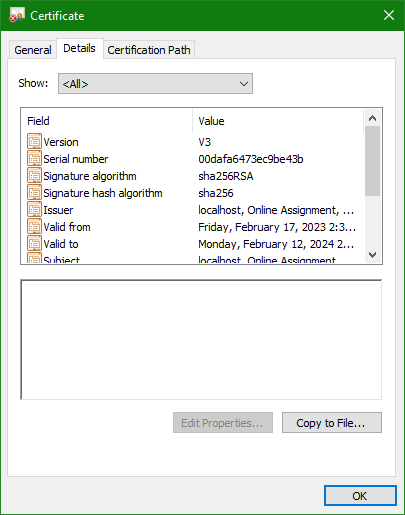 Certificate
General Details Certification Path
Show: <All>
Field Value
Version V3
Serial number 00dafa6473ec9be43b
Signature algorithm sha256RSA
Signature hash algorithm sha256
Issuer localhost, Online Assignment, ...
Valid from Friday, February 17, 2023 2:3...
Valid to Monday, February 12, 2024 2...
Subject localhost, Online Assignment,
Edit Properties... Copy to File...
OK